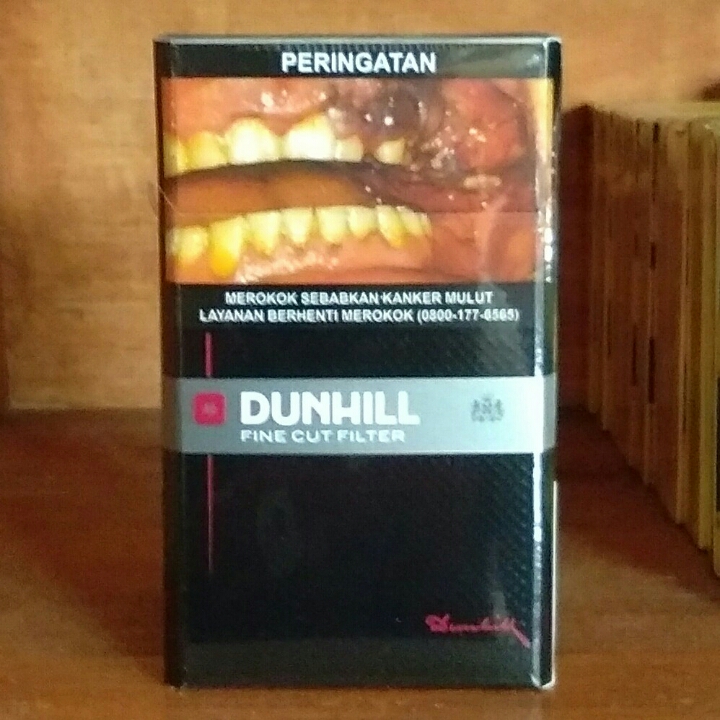 PERINGATAN
MEROKOK SEBABKAN KANKER MULUT
LAYANAN BERHENTI MEROKOK (0800-177-6565)
DUNHILL
FINE CUT FILTER
Dunhill